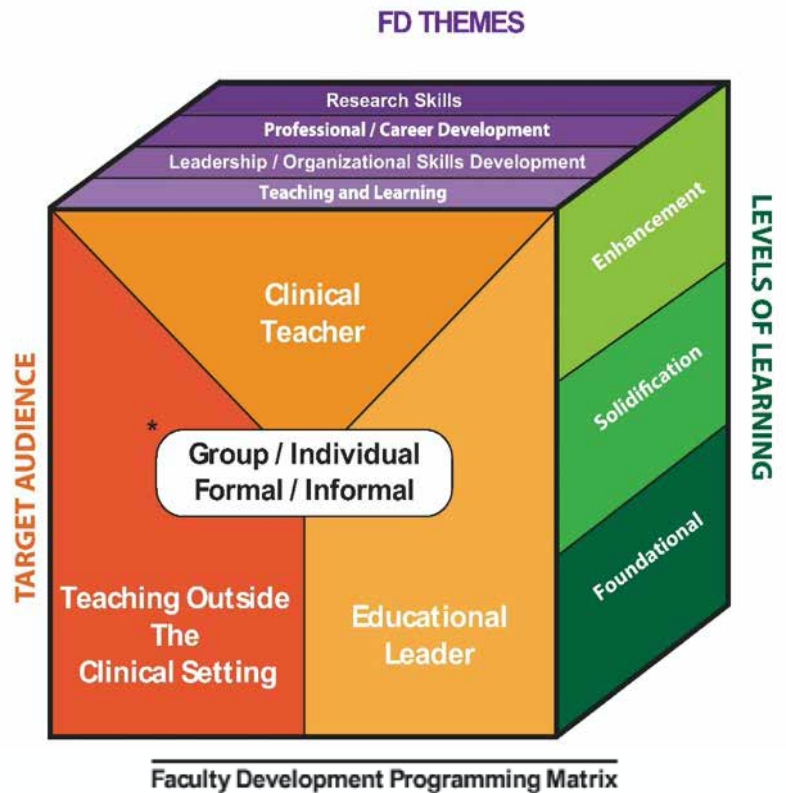 FD THEMES
Research Skills
Professional / Career Development
Leadership / Organizational Skills Development
Teaching and Learning
Clinical
Teacher
Enhancement
Solidification
Foundational
LEVELS OF LEARNING
TARGET AUDIENCE
*
Group / Individual
Formal / Informal
Teaching Outside
The
Clinical Setting
Educational
Leader
Faculty Development Programming Matrix